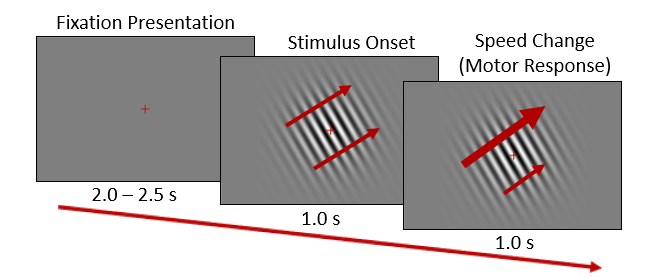 Fixation Presentation
Stimulus Onset
Speed Change
(Motor Response)
2.0 – 2.5 s
1.0 s
1.0 s